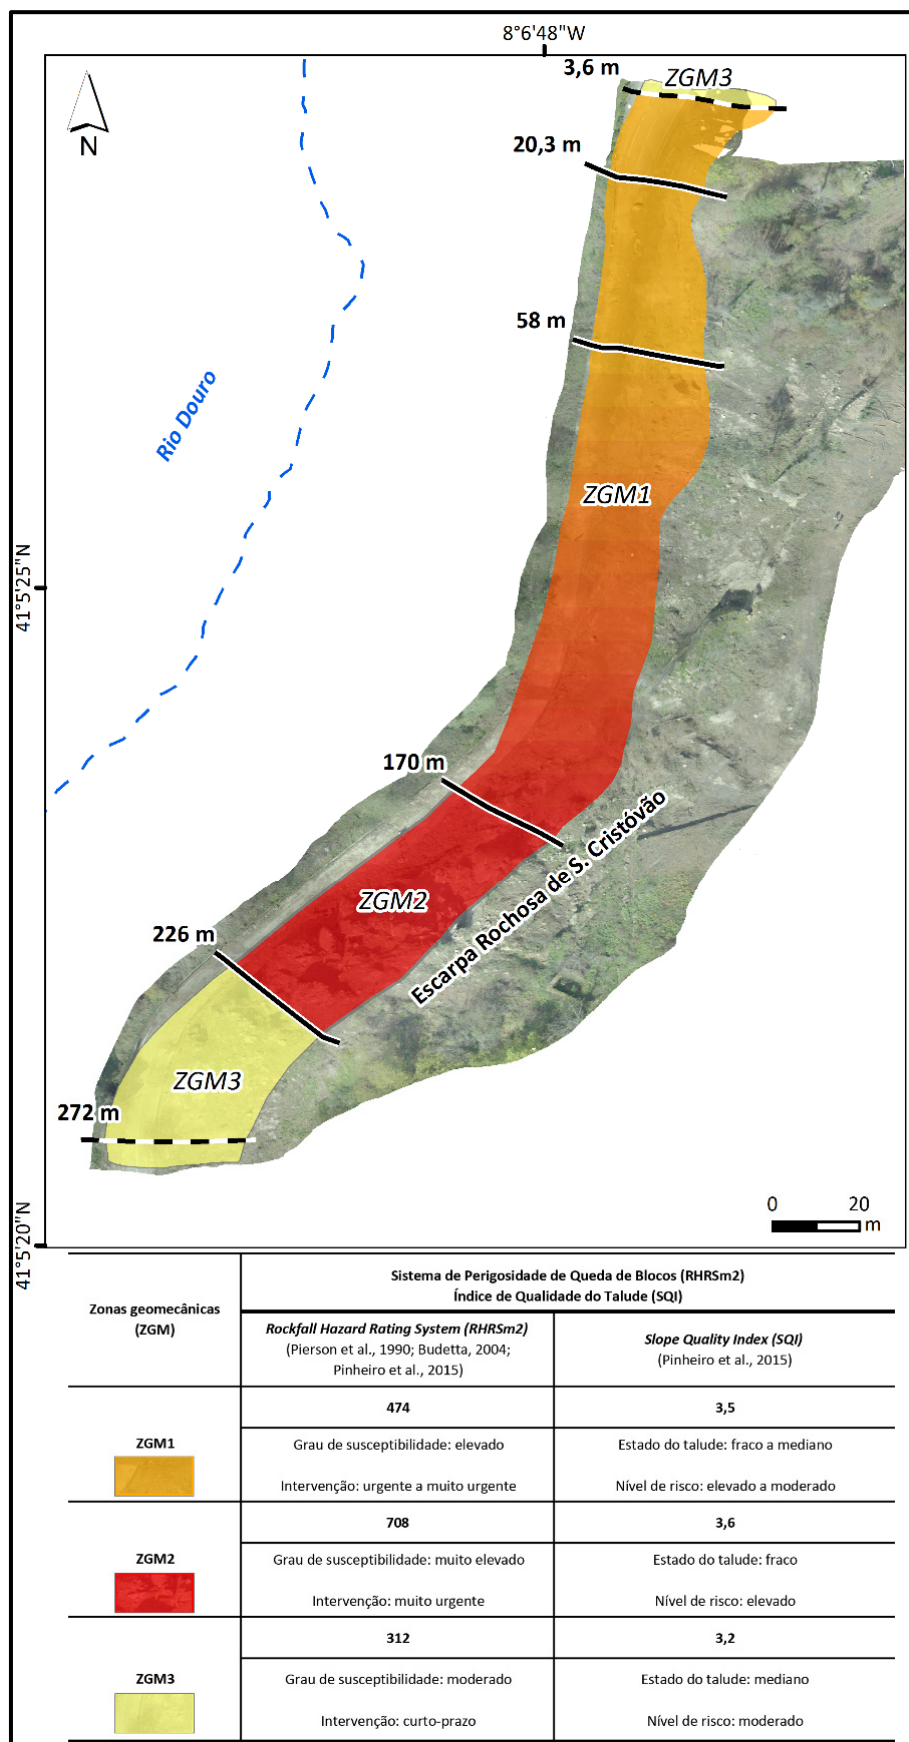 8°6'48"W
3,6 m
ZGM3
N
20,3 m
58 m
Rio Douro
ZGM1
41°5'25"N
170 m
Escarpa Rochosa de S. Cristóvão
ZGM2
226 m
ZGM3
272 m
0 20
m
41°5'20"N
Zonas geomecânicas
(ZGM)
Sistema de Perigosidade de Queda de Blocos (RHRSm2)
Índice de Qualidade do Talude (SQI)
Rockfall Hazard Rating System (RHRSm2)
(Pierson et al., 1990; Budetta, 2004;
Pinheiro et al., 2015)
Slope Quality Index (SQI)
(Pinheiro et al., 2015)
ZGM1
474
3,5
Grau de susceptibilidade: elevado
Estado do talude: fraco a mediano
Intervenção: urgente a muito urgente
Nível de risco: elevado a moderado
ZGM2
708
3,6
Grau de susceptibilidade: muito elevado
Estado do talude: fraco
Intervenção: muito urgente
Nível de risco: elevado
ZGM3
312
3,2
Grau de susceptibilidade: moderado
Estado do talude: mediano
Intervenção: curto-prazo
Nível de risco: moderado